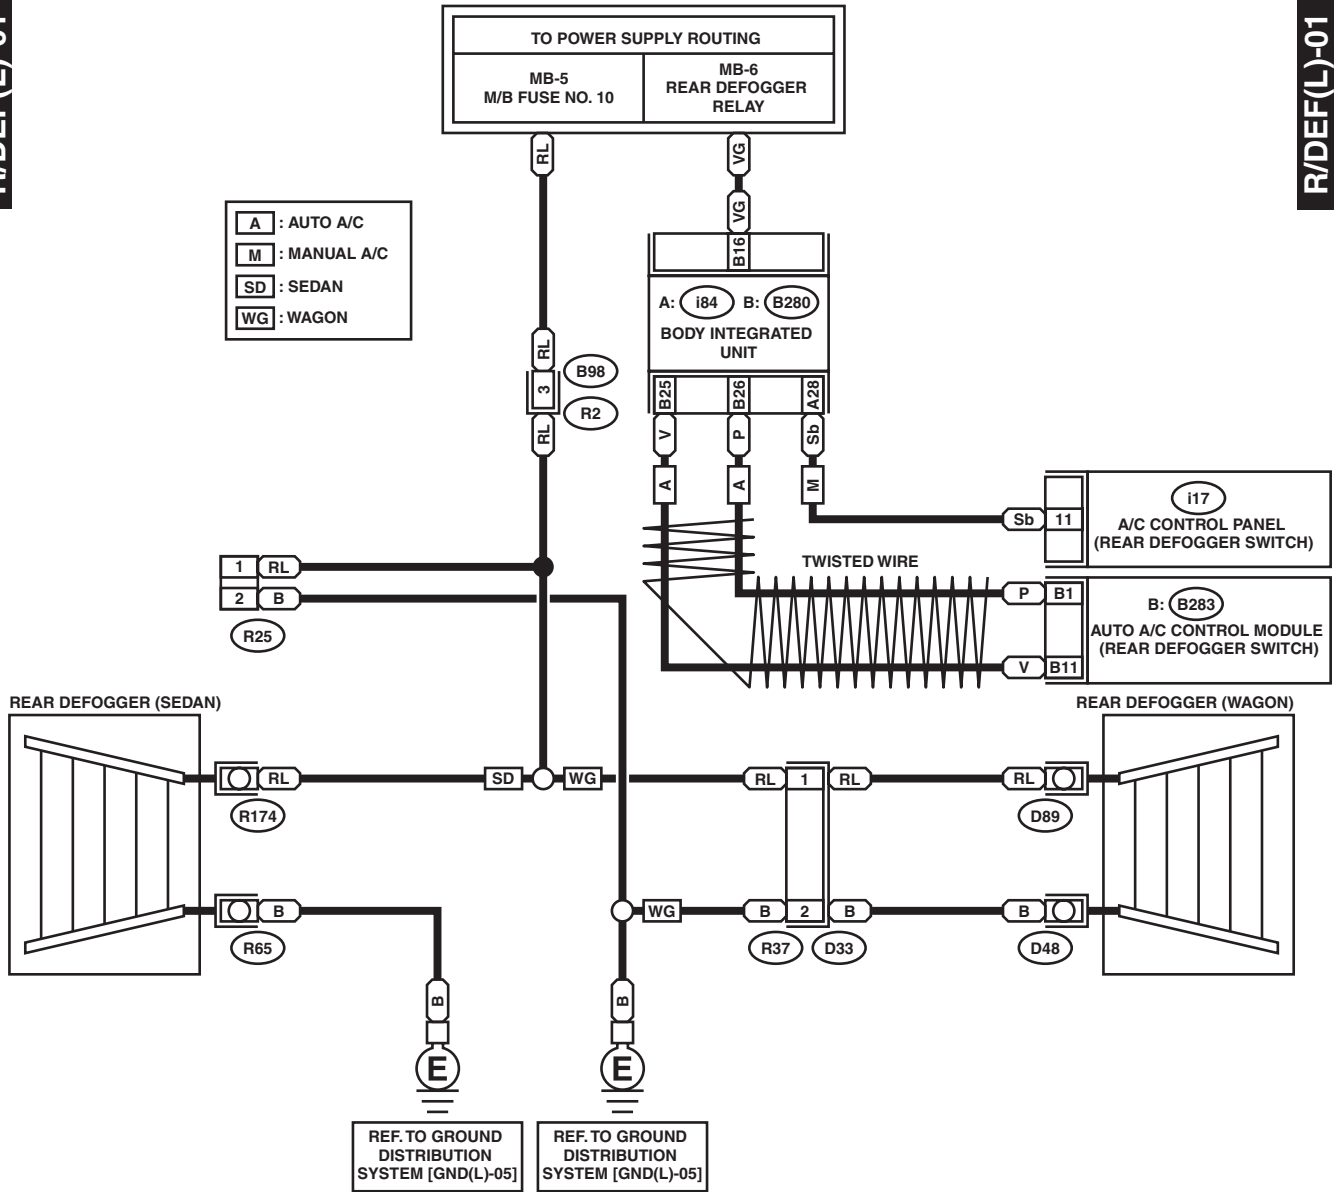 R/DEF(L)-01
R/DEF(L)-01
TO POWER SUPPLY ROUTING
MB-5
M/B FUSE NO. 10
MB-6
REAR DEFOGGER
RELAY
RL
VG
VG
A : AUTO A/C
M : MANUAL A/C
SD : SEDAN
WG : WAGON
B16
A: i84 B: B280
BODY INTEGRATED
UNIT
RL
3
B98
R2
RL
B25
B26
A28
V
P
Sb
A
A
M
Sb
11
i17
A/C CONTROL PANEL
(REAR DEFOGGER SWITCH)
TWISTED WIRE
1 RL
2 B
R25
P B1
V B11
B: B283
AUTO A/C CONTROL MODULE
(REAR DEFOGGER SWITCH)
REAR DEFOGGER (SEDAN)
REAR DEFOGGER (WAGON)
RL
SD
WG
RL 1 RL
RL
R174
D89
B
WG
B 2 B
B
R65
R37
D33
D48
B
B
E
E
REF. TO GROUND
DISTRIBUTION
SYSTEM [GND(L)-05]
REF. TO GROUND
DISTRIBUTION
SYSTEM [GND(L)-05]